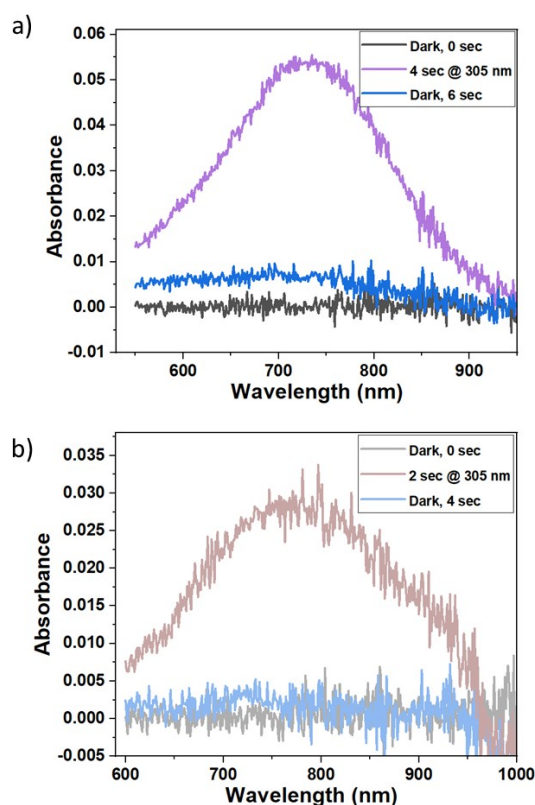 a)
Dark, 0 sec
4 sec @ 305 nm
Dark, 6 sec
0.06
0.05
0.04
0.03
0.02
0.01
0.00
-0.01
Absorbance
600 700 800 900
Wavelength (nm)
b)
Dark, 0 sec
2 sec @ 305 nm
Dark, 4 sec
0.035
0.030
0.025
0.020
0.015
0.010
0.005
0.000
-0.005
Absorbance
600 700 800 900 1000
Wavelength (nm)